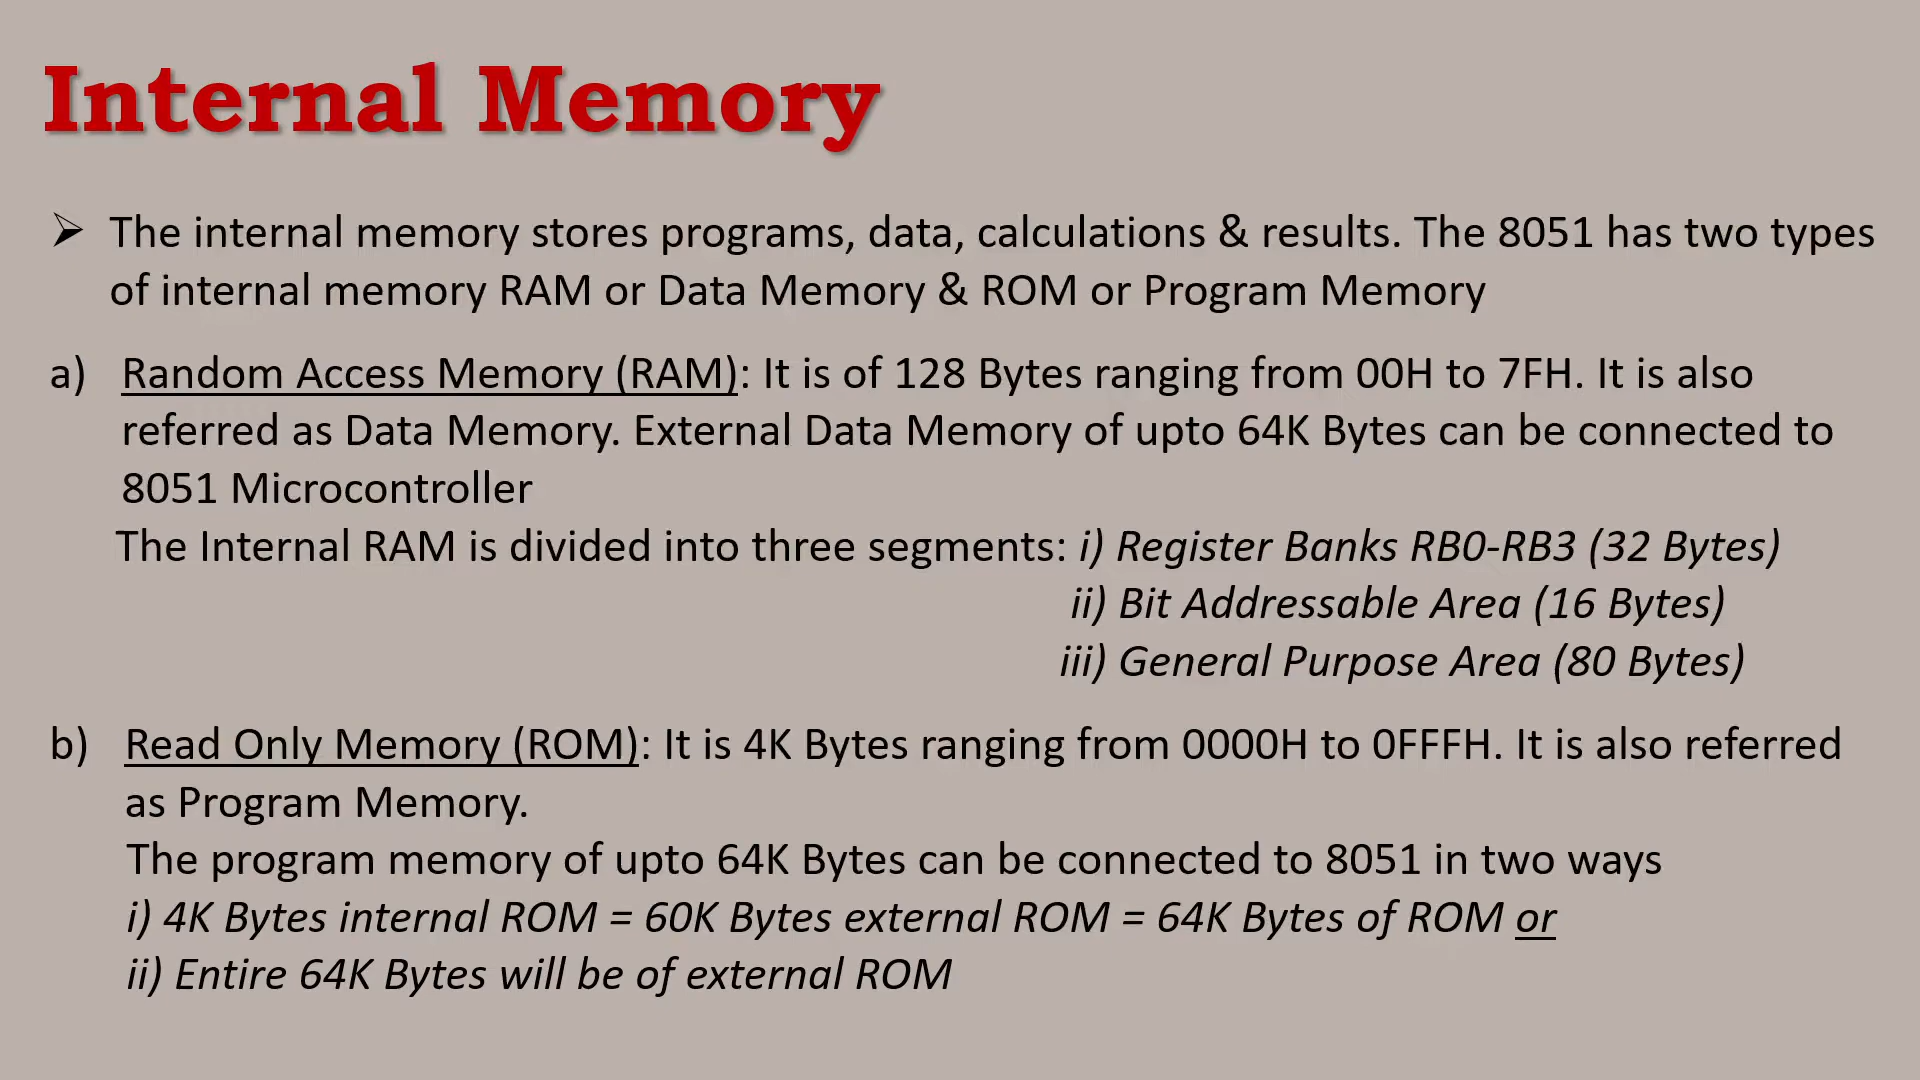 Internal Memory
➢ The internal memory stores programs, data, calculations & results. The 8051 has two types
of internal memory RAM or Data Memory & ROM or Program Memory
a) Random Access Memory (RAM): It is of 128 Bytes ranging from 00H to 7FH. It is also
referred as Data Memory. External Data Memory of upto 64K Bytes can be connected to
8051 Microcontroller
The Internal RAM is divided into three segments: i) Register Banks RB0-RB3 (32 Bytes)
ii) Bit Addressable Area (16 Bytes)
iii) General Purpose Area (80 Bytes)
b) Read Only Memory (ROM): It is 4K Bytes ranging from 0000H to 0FFFH. It is also referred
as Program Memory.
The program memory of upto 64K Bytes can be connected to 8051 in two ways
i) 4K Bytes internal ROM = 60K Bytes external ROM = 64K Bytes of ROM or
ii) Entire 64K Bytes will be of external ROM